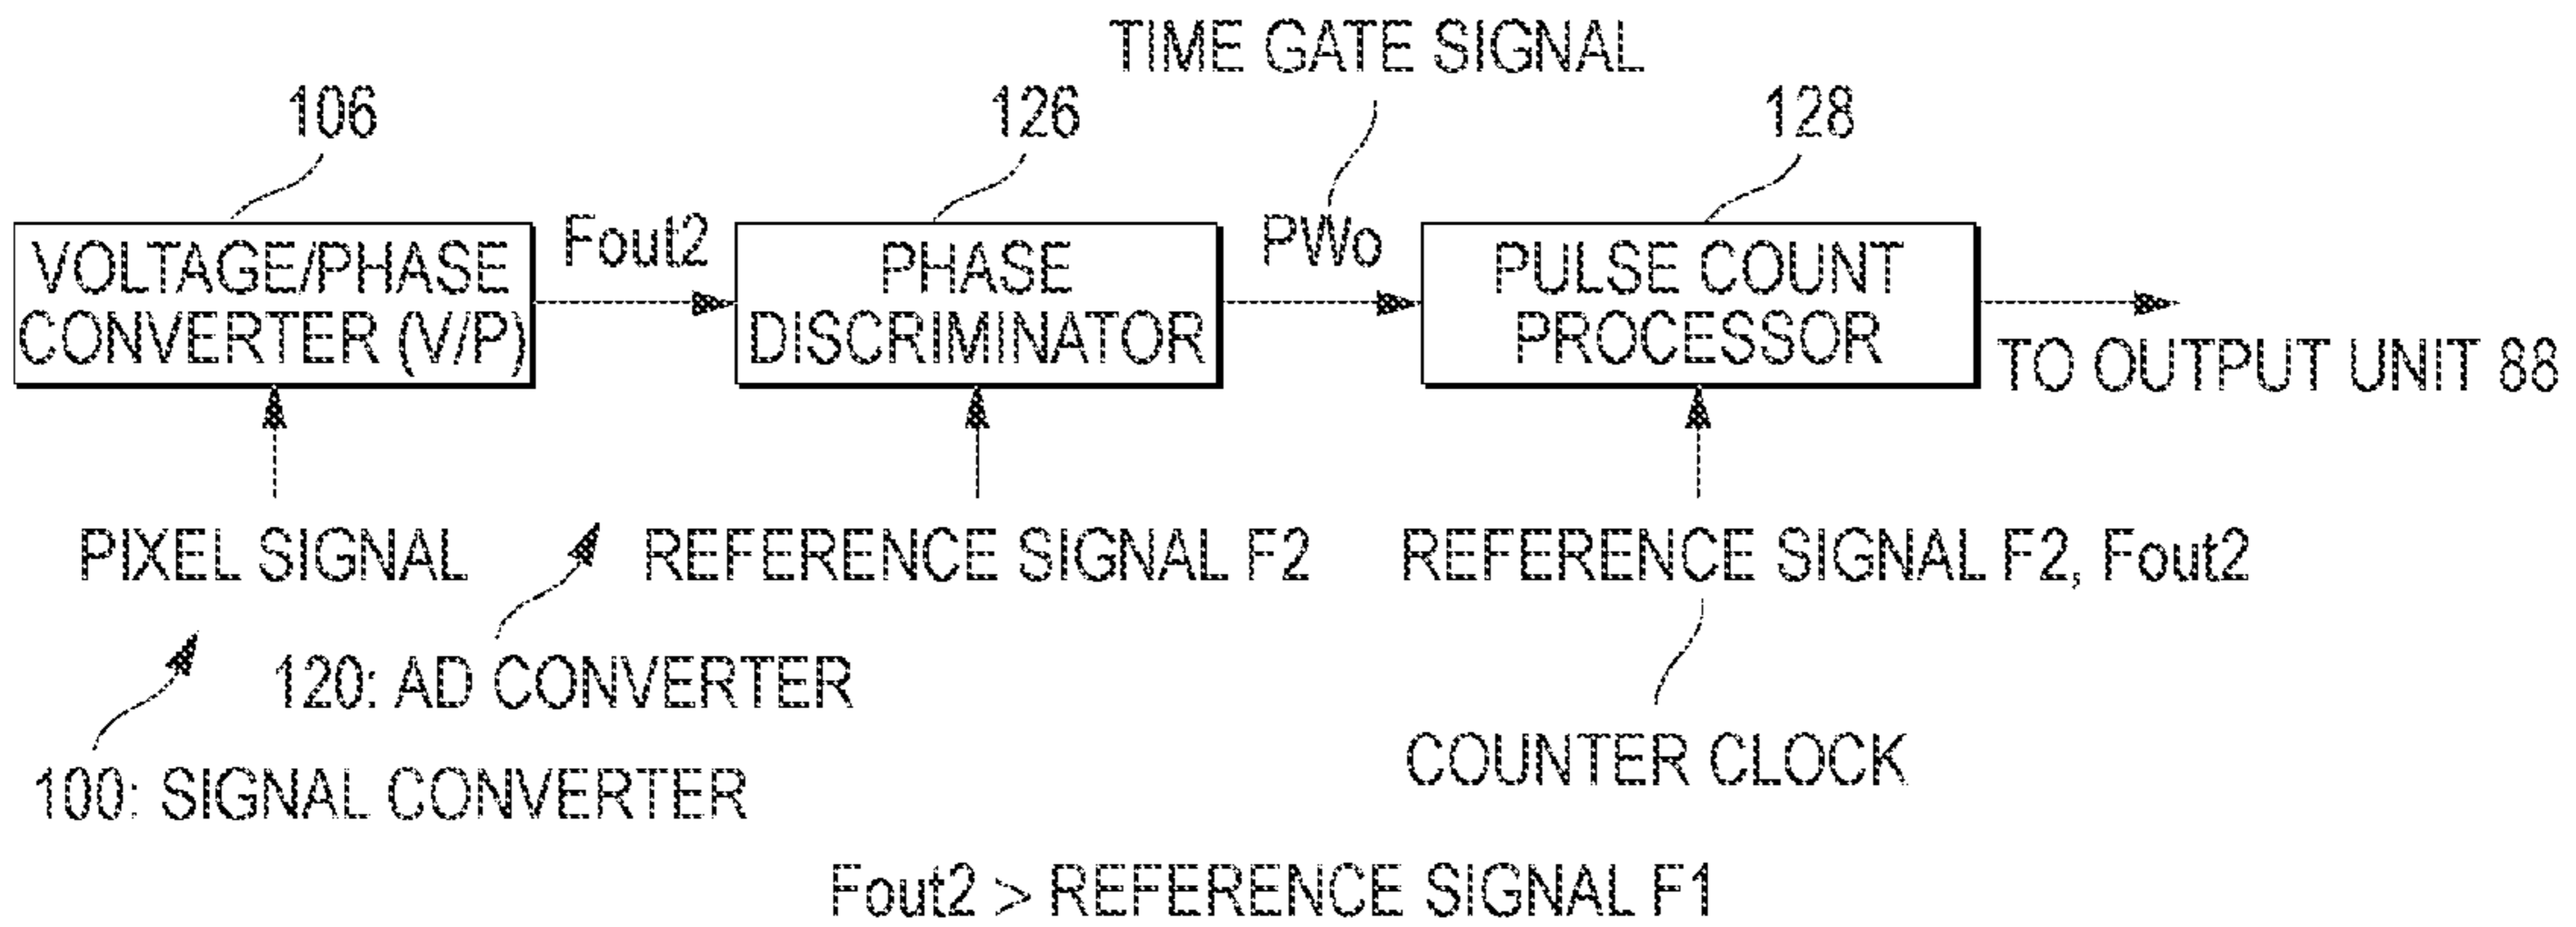 TIME GATE SIGNAL
106
126
128
VOLTAGE/PHASE
CONVERTER (V/P)
Fout2
PHASE
DISCRIMINATOR
PWo
PULSE COUNT
PROCESSOR
TO OUTPUT UNIT 88
PIXEL SIGNAL
REFERENCE SIGNAL F2
REFERENCE SIGNAL F2, Fout2
120: AD CONVERTER
100: SIGNAL CONVERTER
COUNTER CLOCK
Fout2 > REFERENCE SIGNAL F1